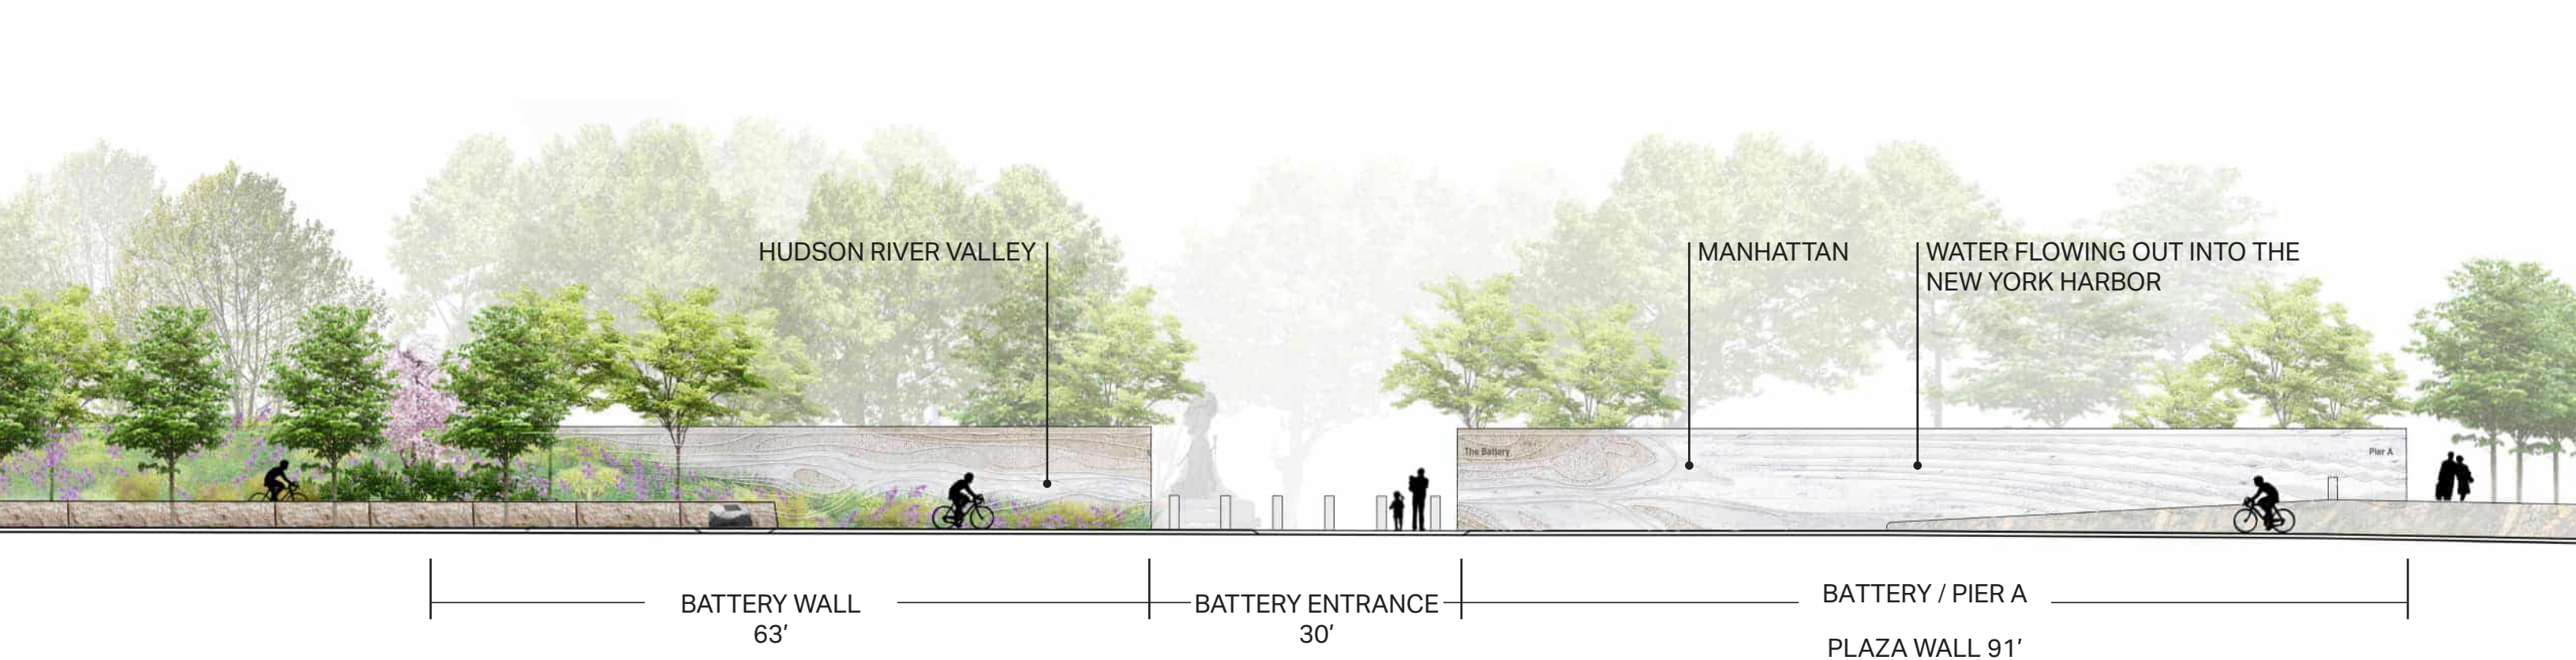 HUDSON RIVER VALLEY
MANHATTAN
WATER FLOWING OUT INTO THE
NEW YORK HARBOR
The Battery
Pier A
BATTERY WALL
63′
BATTERY ENTRANCE
30′
BATTERY / PIER A
PLAZA WALL 91′